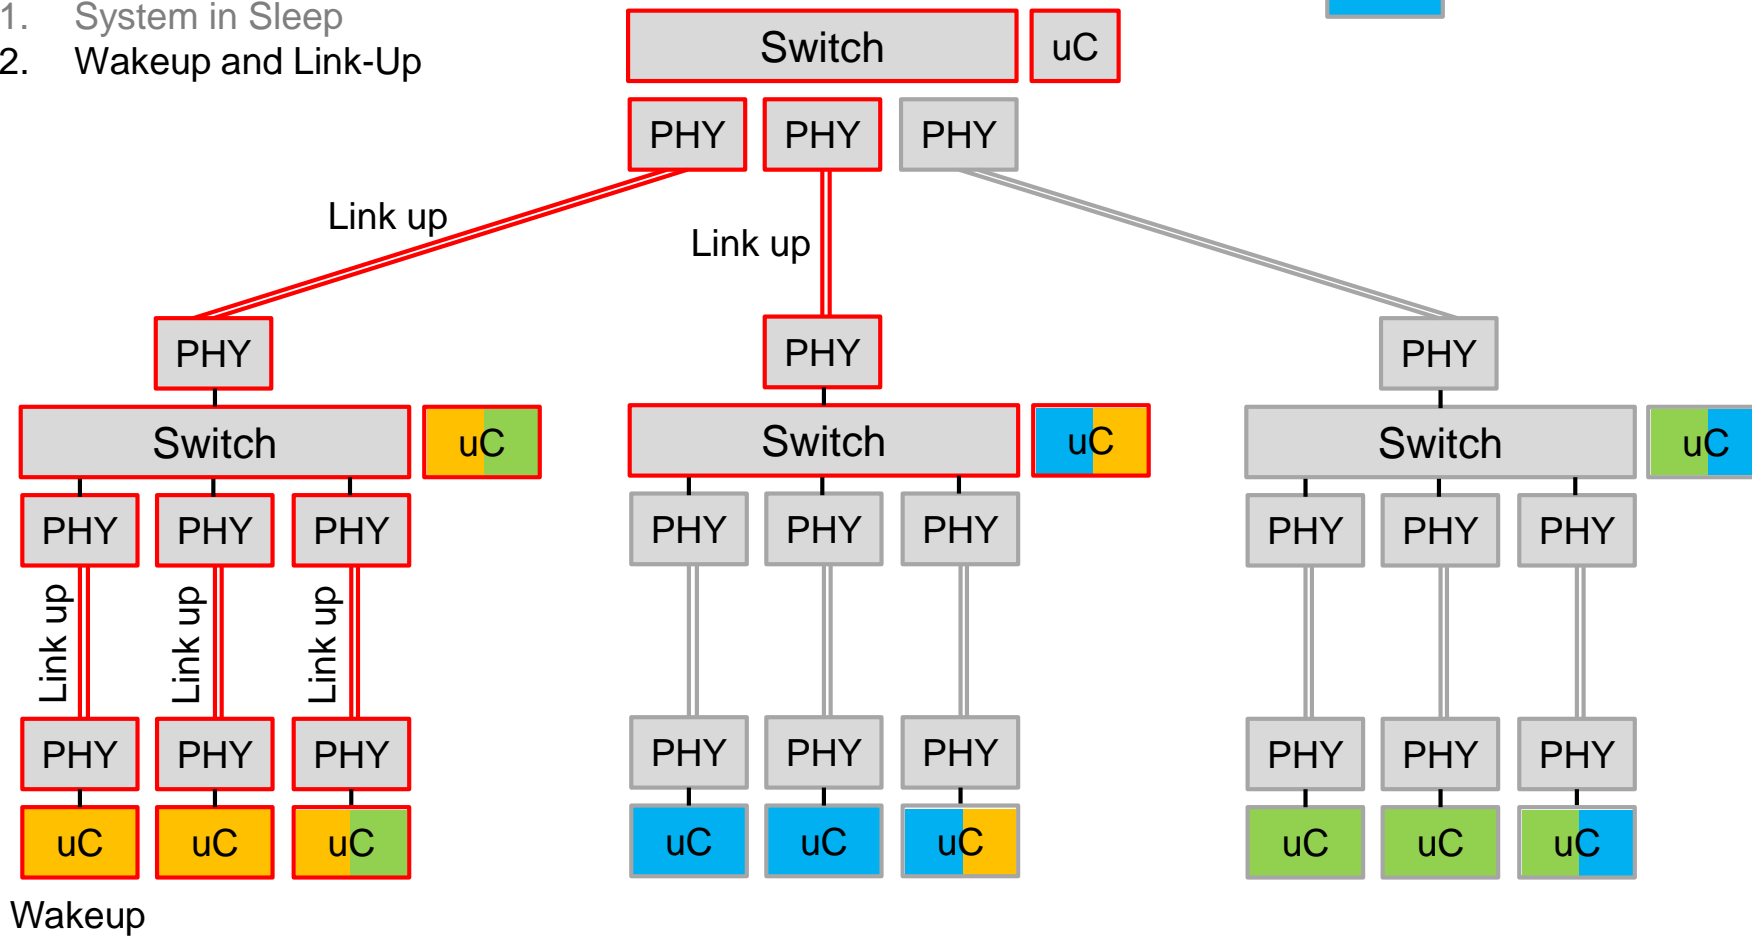 1. System in Sleep
2. Wakeup and Link-Up
Switch uC
PHY PHY PHY
Link up
Link up
PHY PHY PHY
Switch uC Switch uC Switch uC
PHY PHY PHY PHY PHY PHY PHY PHY PHY
Link up Link up Link up
PHY PHY PHY PHY PHY PHY PHY PHY PHY
uC uC uC uC uC uC uC uC uC
Wakeup